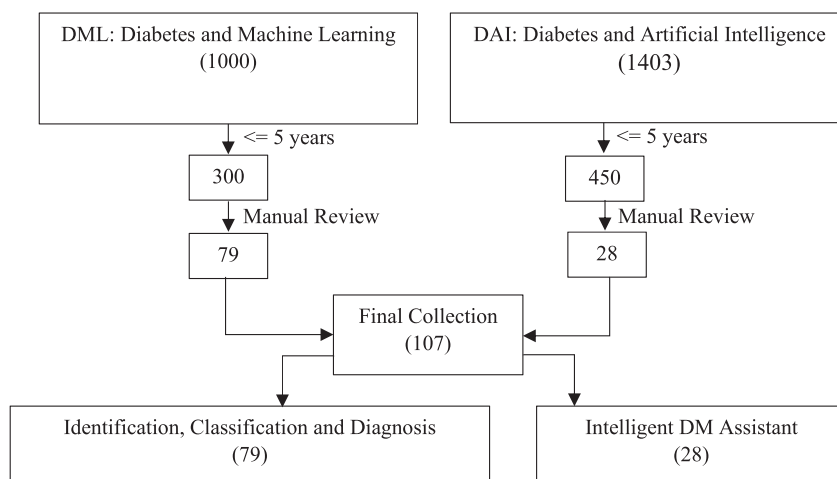 DML: Diabetes and Machine Learning
(1000)
DAI: Diabetes and Artificial Intelligence
(1403)
<= 5 years
<= 5 years
300
450
Manual Review
Manual Review
79
28
Final Collection
(107)
Identification, Classification and Diagnosis
(79)
Intelligent DM Assistant
(28)